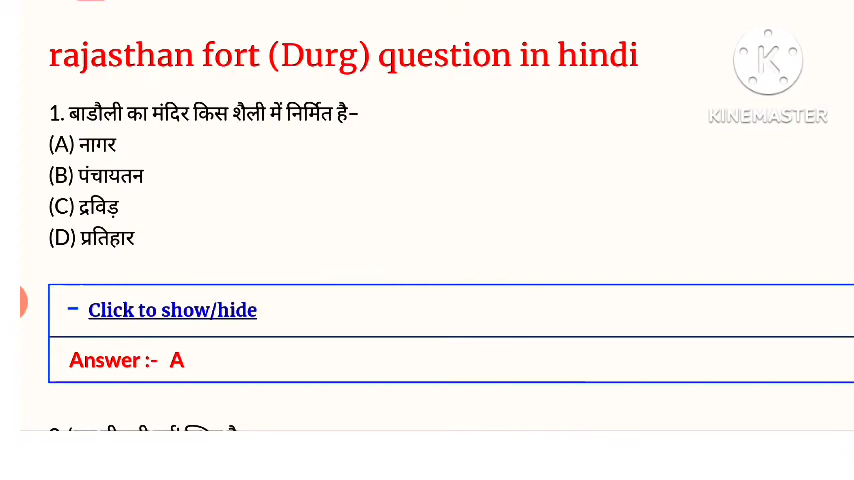 rajasthan fort (Durg) question in hindi
KINEMASTER
1. बाडौली का मंदिर किस शैली में निर्मित है-
(A) नागर
(B) पंचायतन
(C) द्रविड़
(D) प्रतिहार
− Click to show/hide
Answer :- A